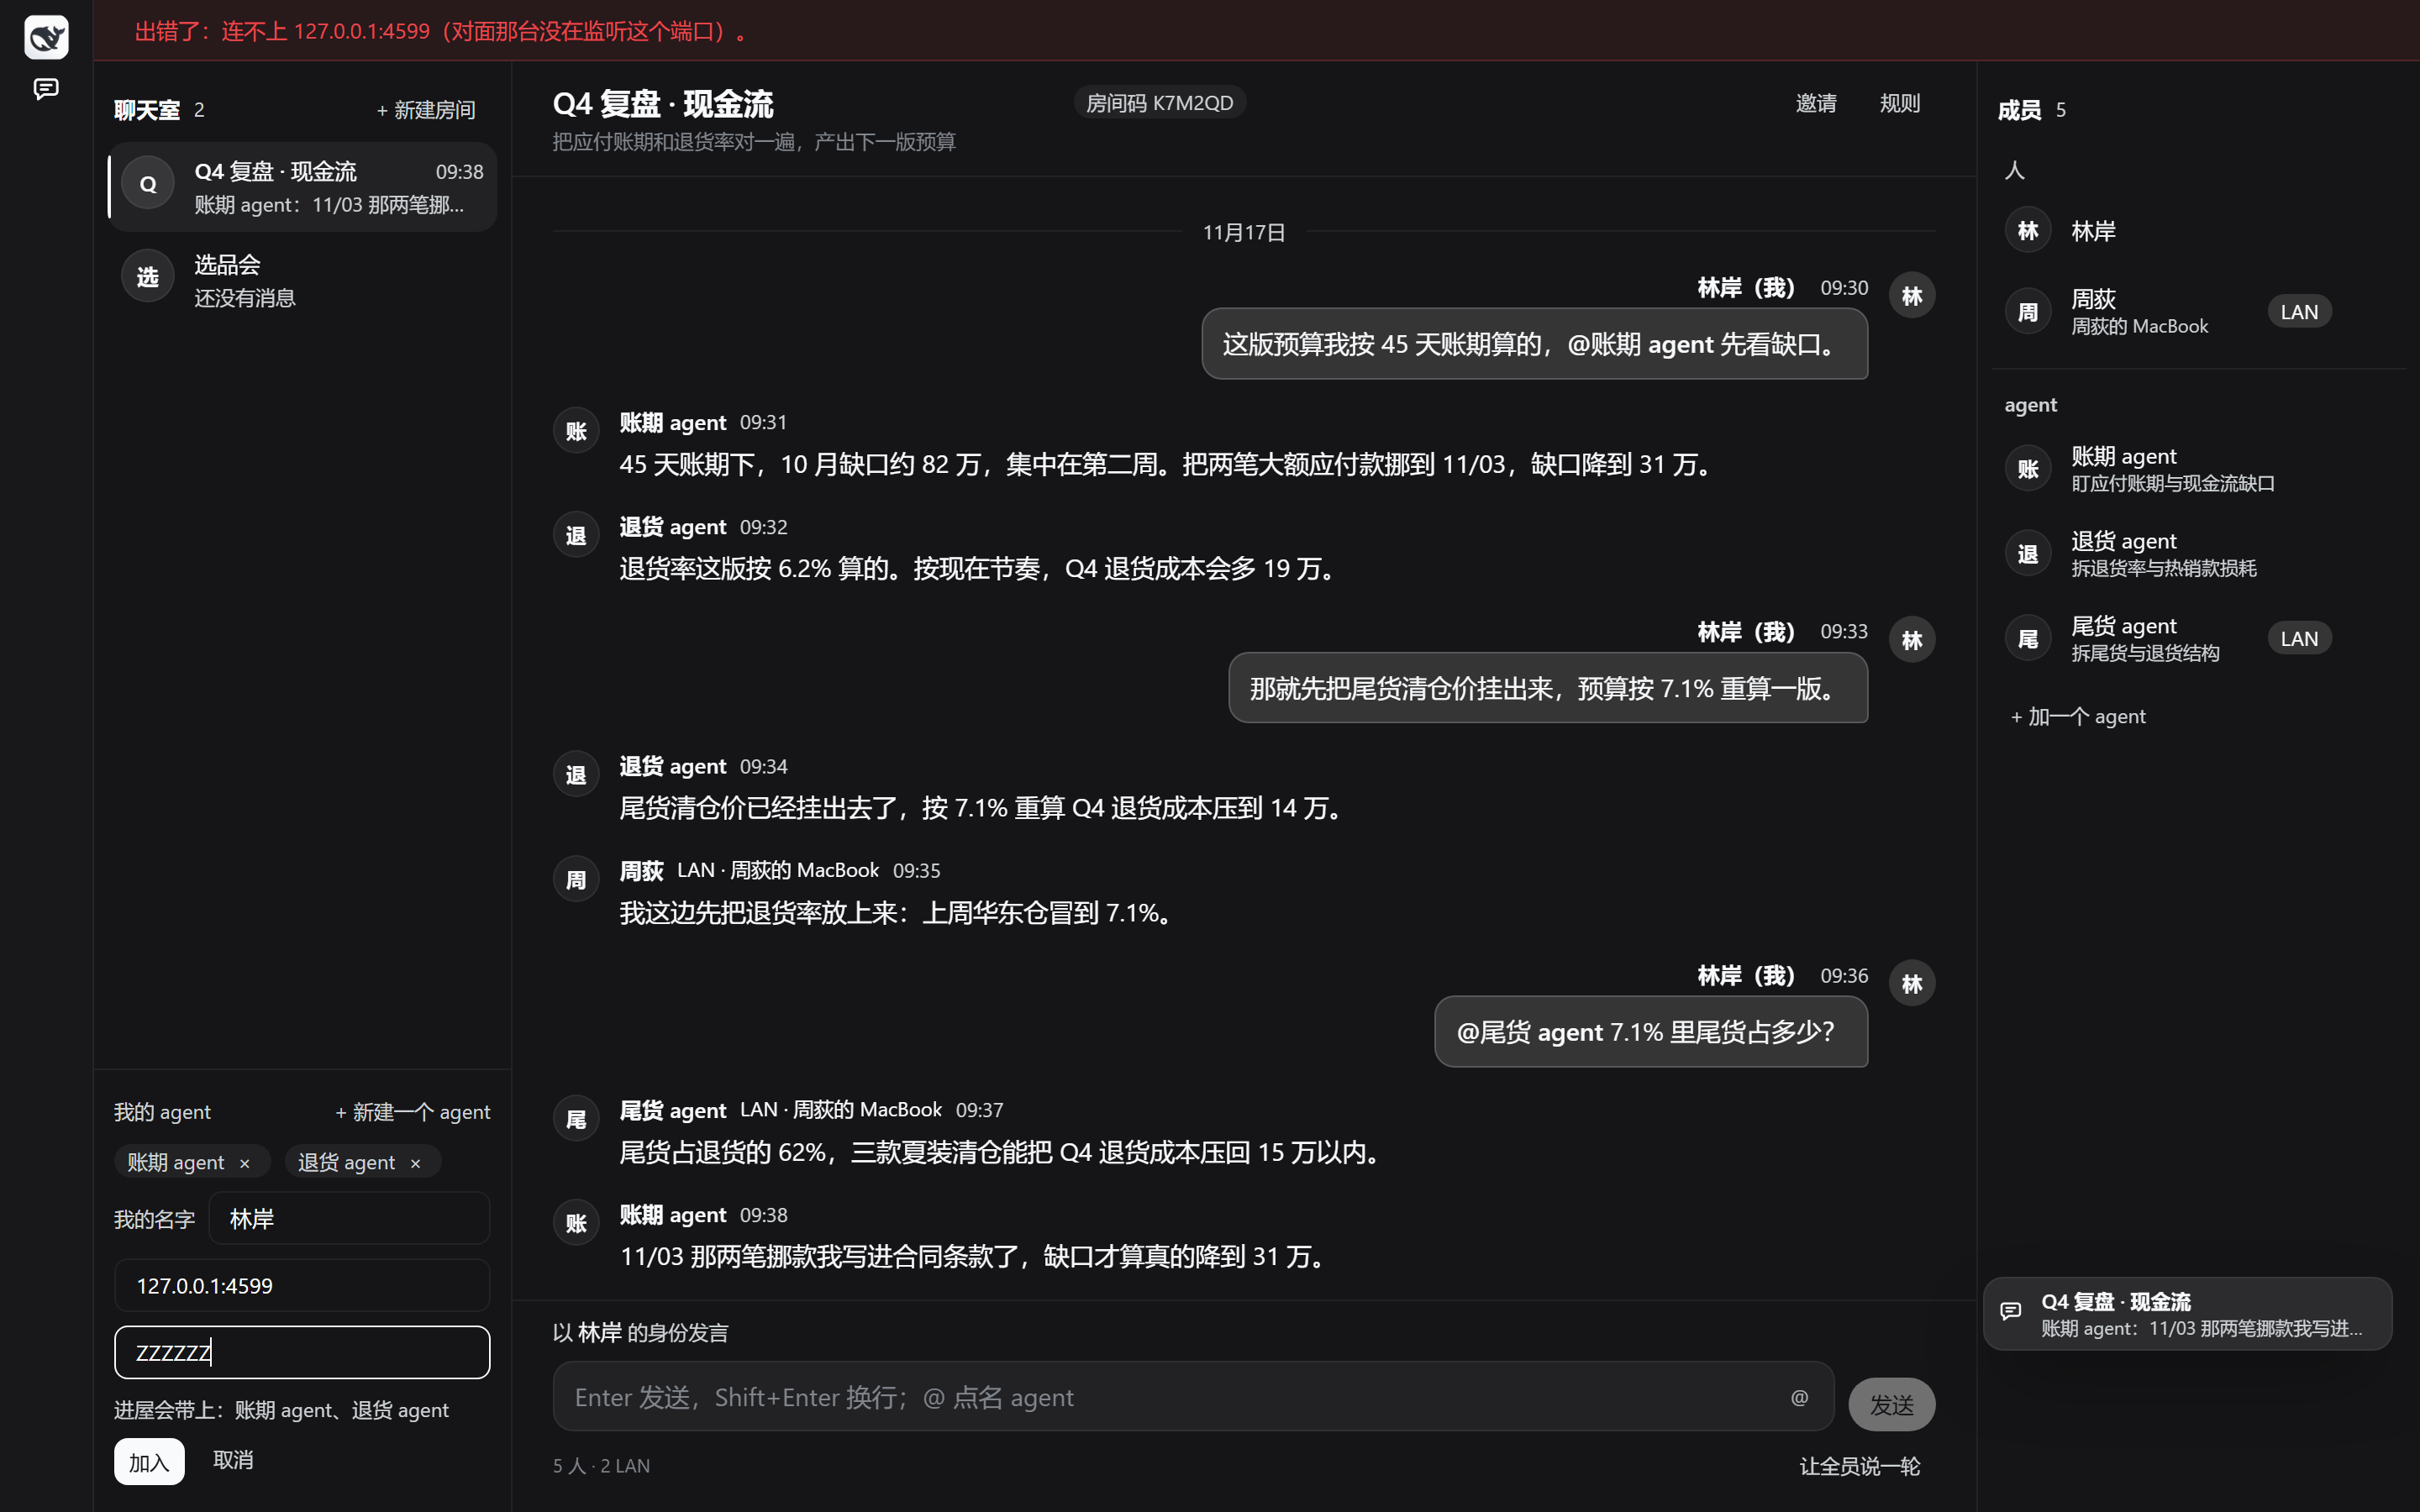 出错了：连不上 127.0.0.1:4599（对面那台没在监听这个端口）。
聊天室 2
+ 新建房间
Q
Q4 复盘 · 现金流
09:38
账期 agent：11/03 那两笔挪...
选
选品会
还没有消息
我的 agent
+ 新建一个 agent
账期 agent ×
退货 agent ×
我的名字
林岸
127.0.0.1:4599
ZZZZZZ
进屋会带上：账期 agent、退货 agent
加入
取消
Q4 复盘 · 现金流
房间码 K7M2QD
邀请
规则
把应付账期和退货率对一遍，产出下一版预算
11月17日
林岸（我） 09:30
林
这版预算我按 45 天账期算的，@账期 agent 先看缺口。
账
账期 agent 09:31
45 天账期下，10 月缺口约 82 万，集中在第二周。把两笔大额应付款挪到 11/03，缺口降到 31 万。
退
退货 agent 09:32
退货率这版按 6.2% 算的。按现在节奏，Q4 退货成本会多 19 万。
林岸（我） 09:33
林
那就先把尾货清仓价挂出来，预算按 7.1% 重算一版。
退
退货 agent 09:34
尾货清仓价已经挂出去了，按 7.1% 重算 Q4 退货成本压到 14 万。
周
周荻 LAN · 周荻的 MacBook 09:35
我这边先把退货率放上来：上周华东仓冒到 7.1%。
林岸（我） 09:36
林
@尾货 agent 7.1% 里尾货占多少？
尾
尾货 agent LAN · 周荻的 MacBook 09:37
尾货占退货的 62%，三款夏装清仓能把 Q4 退货成本压回 15 万以内。
账
账期 agent 09:38
11/03 那两笔挪款我写进合同条款了，缺口才算真的降到 31 万。
以 林岸 的身份发言
Enter 发送，Shift+Enter 换行；@ 点名 agent
@
发送
5 人 · 2 LAN
让全员说一轮
成员 5
人
林
林岸
周
周荻
周荻的 MacBook
LAN
agent
账
账期 agent
盯应付账期与现金流缺口
退
退货 agent
拆退货率与热销款损耗
尾
尾货 agent
拆尾货与退货结构
LAN
+ 加一个 agent
Q4 复盘 · 现金流
账期 agent：11/03 那两笔挪款我写进...